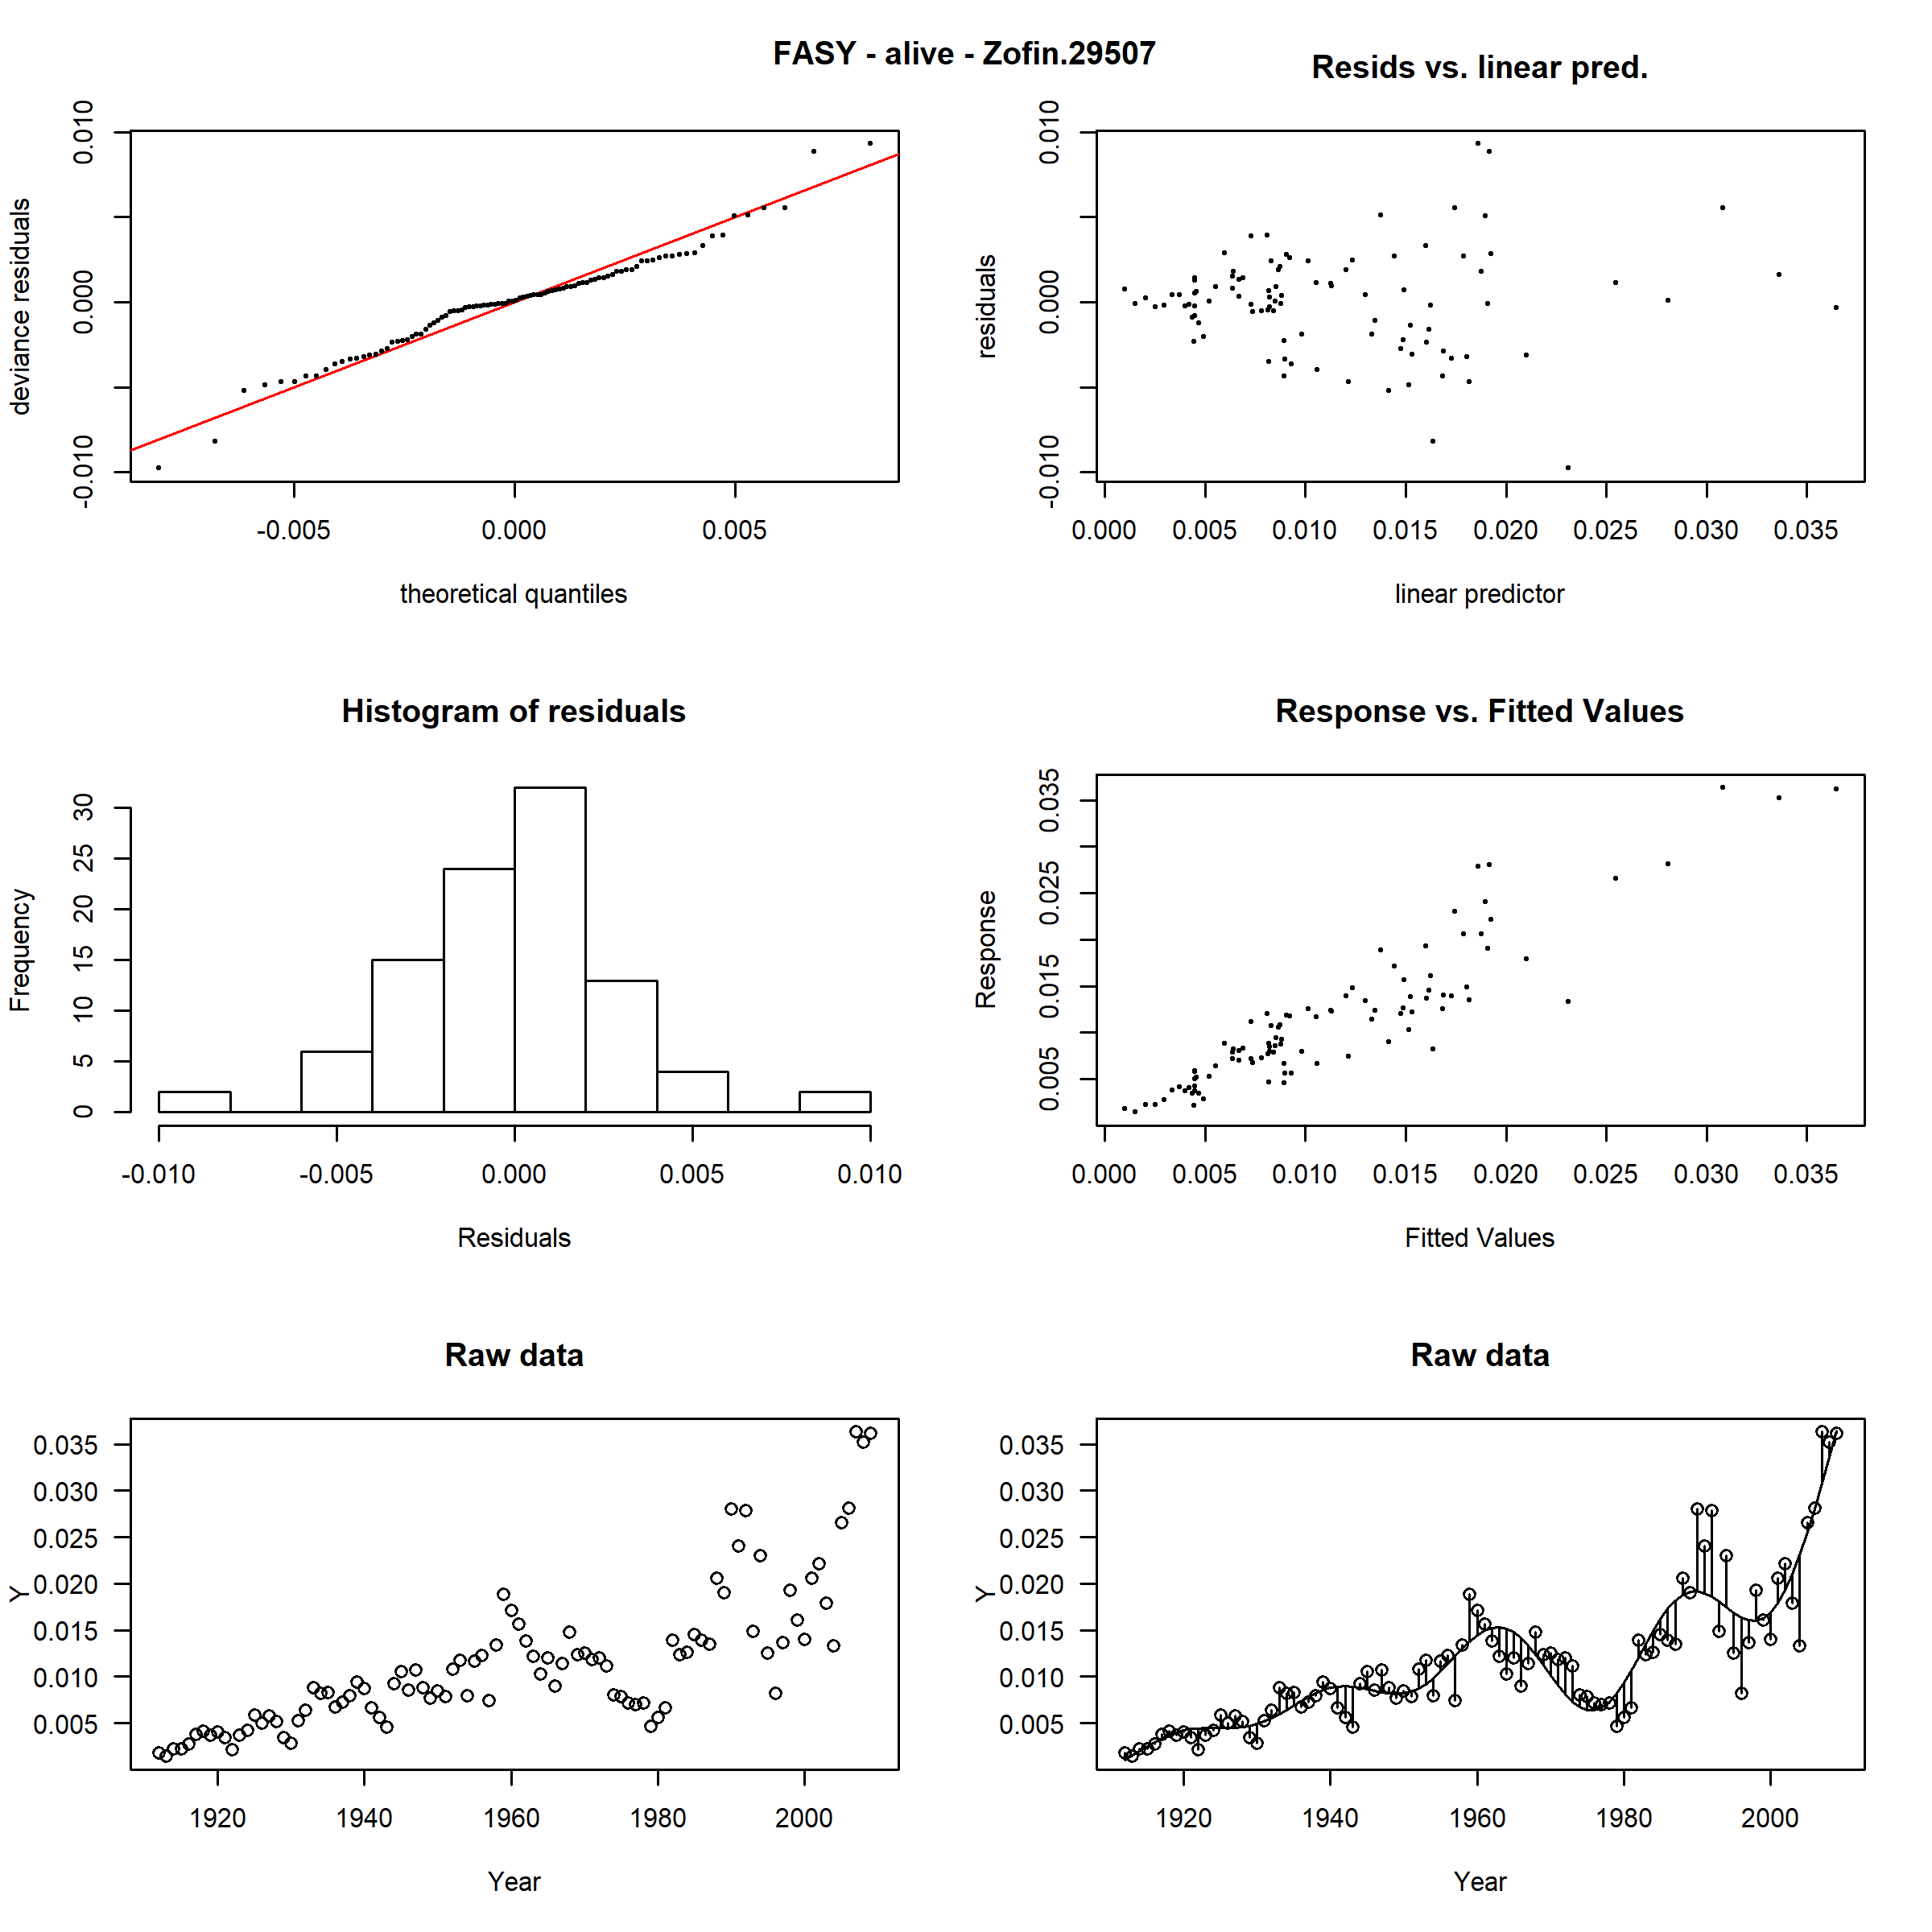 FASY - alive - Zofin.29507
Resids vs. linear pred.
deviance residuals
-0.010 0.000 0.010
-0.005 0.000 0.005
theoretical quantiles
residuals
-0.010 0.000 0.010
0.000 0.005 0.010 0.015 0.020 0.025 0.030 0.035
linear predictor
Histogram of residuals
Frequency
0 5 10 15 20 25 30
-0.010 -0.005 0.000 0.005 0.010
Residuals
Response vs. Fitted Values
Response
0.005 0.015 0.025 0.035
0.000 0.005 0.010 0.015 0.020 0.025 0.030 0.035
Fitted Values
Raw data
Y
0.035
0.030
0.025
0.020
0.015
0.010
0.005
1920 1940 1960 1980 2000
Year
Raw data
Y
0.035
0.030
0.025
0.020
0.015
0.010
0.005
1920 1940 1960 1980 2000
Year